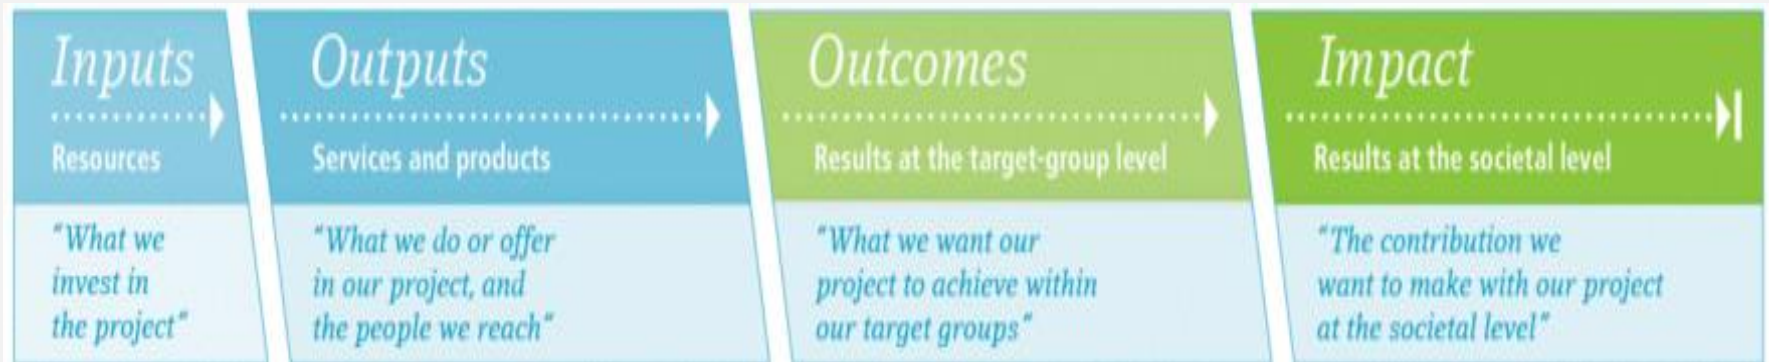 Inputs
Resources
"What we
invest in
the project"
Outputs
Services and products
"What we do or offer
in our project, and
the people we reach"
Outcomes
Results at the target-group level
"What we want our
project to achieve within
our target groups"
Impact
Results at the societal level
"The contribution we
want to make with our project
at the societal level"